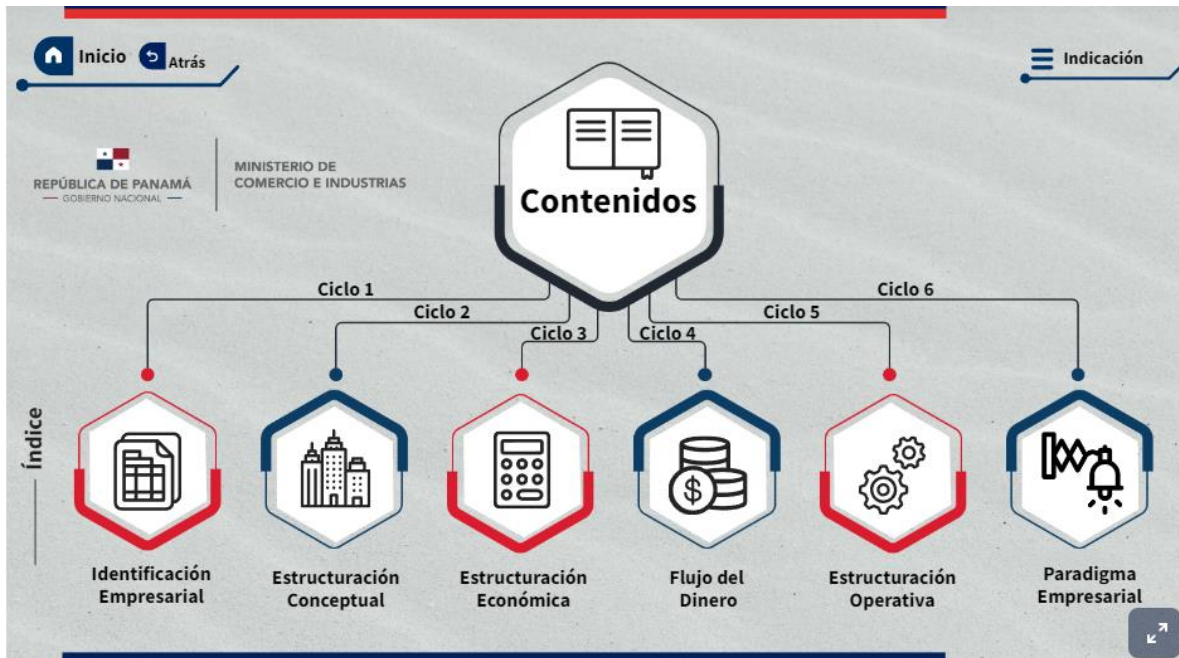 Inicio
Atrás
Indicación
REPÚBLICA DE PANAMÁ
GOBIERNO NACIONAL
MINISTERIO DE
COMERCIO E INDUSTRIAS
Contenidos
Ciclo 1
Ciclo 2
Ciclo 3
Ciclo 4
Ciclo 5
Ciclo 6
Índice
$
Identificación
Empresarial
Estructuración
Conceptual
Estructuración
Económica
Flujo del
Dinero
Estructuración
Operativa
Paradigma
Empresarial